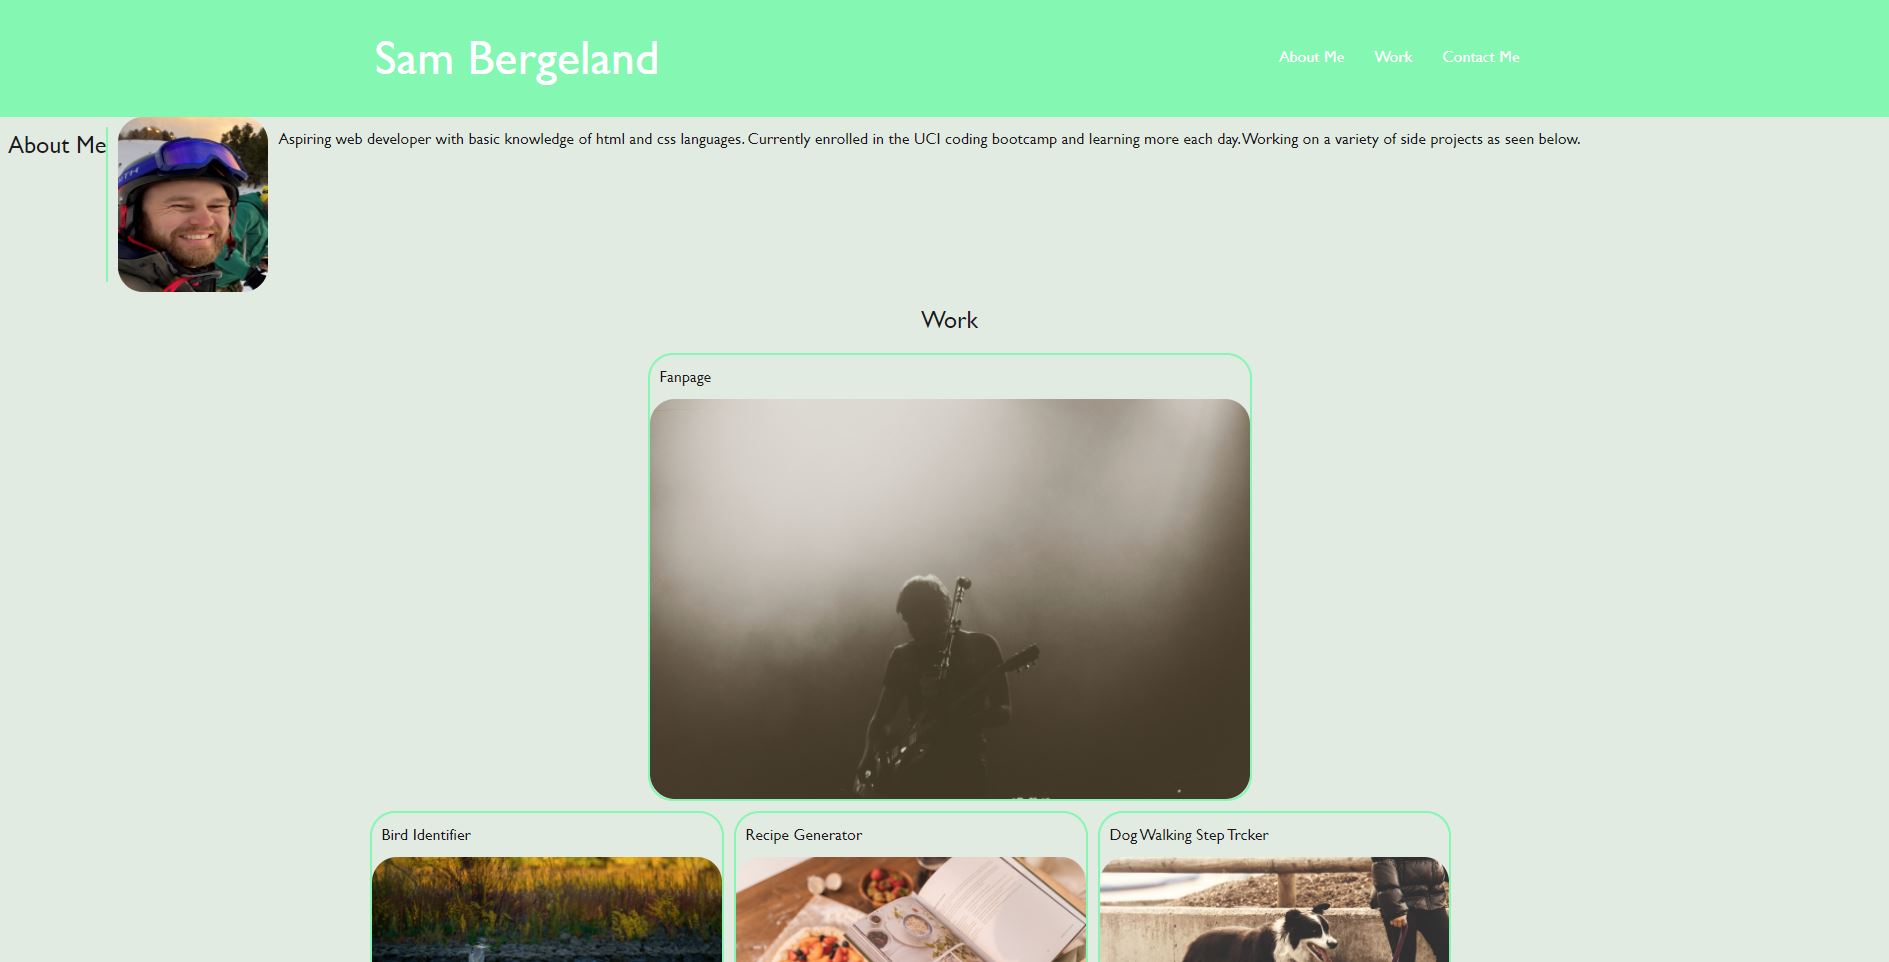 Sam Bergeland
About Me Work Contact Me
About Me
Aspiring web developer with basic knowledge of html and css languages. Currently enrolled in the UCI coding bootcamp and learning more each day. Working on a variety of side projects as seen below.
Work
Fanpage
Bird Identifier
Recipe Generator
Dog Walking Step Trcker